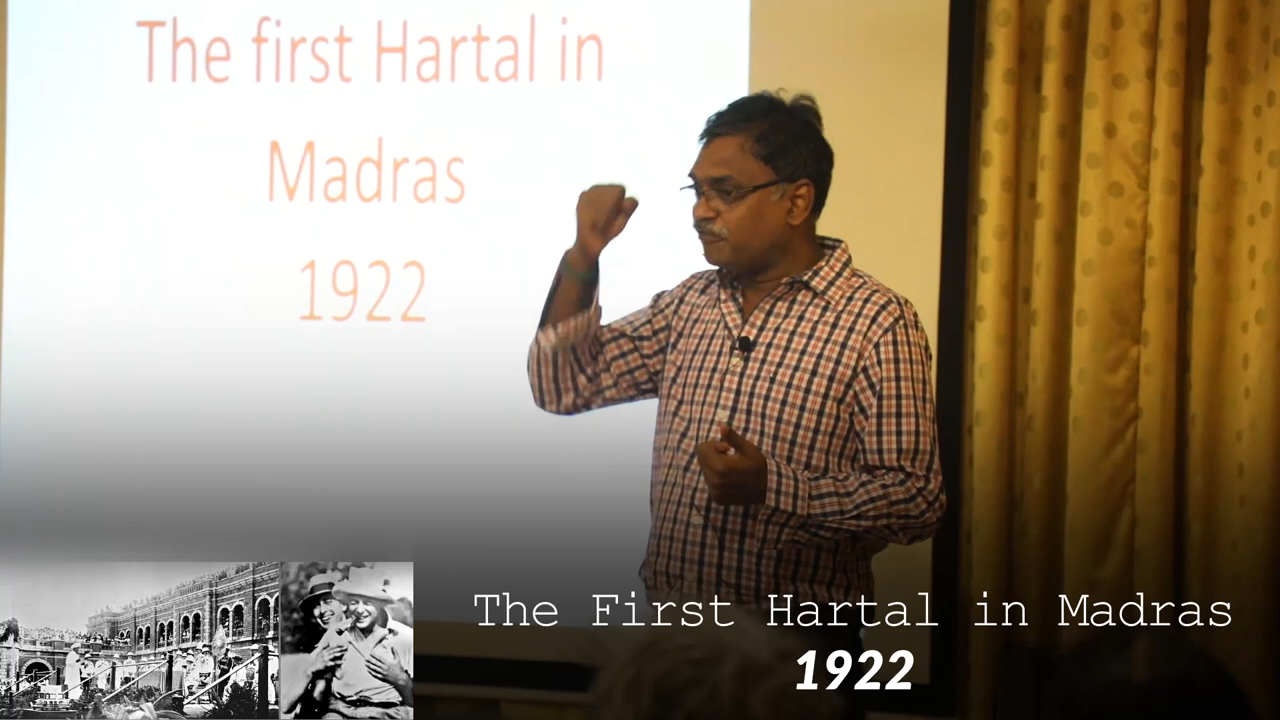 The first Hartal in
Madras
1922
The First Hartal in Madras
1922